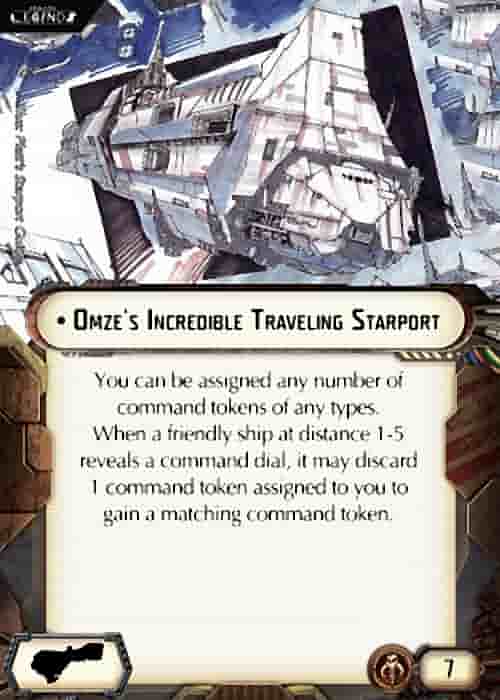 LEGENDS
• Omze's Incredible Traveling Starport
You can be assigned any number of
command tokens of any types.
When a friendly ship at distance 1-5
reveals a command dial, it may discard
1 command token assigned to you to
gain a matching command token.
7